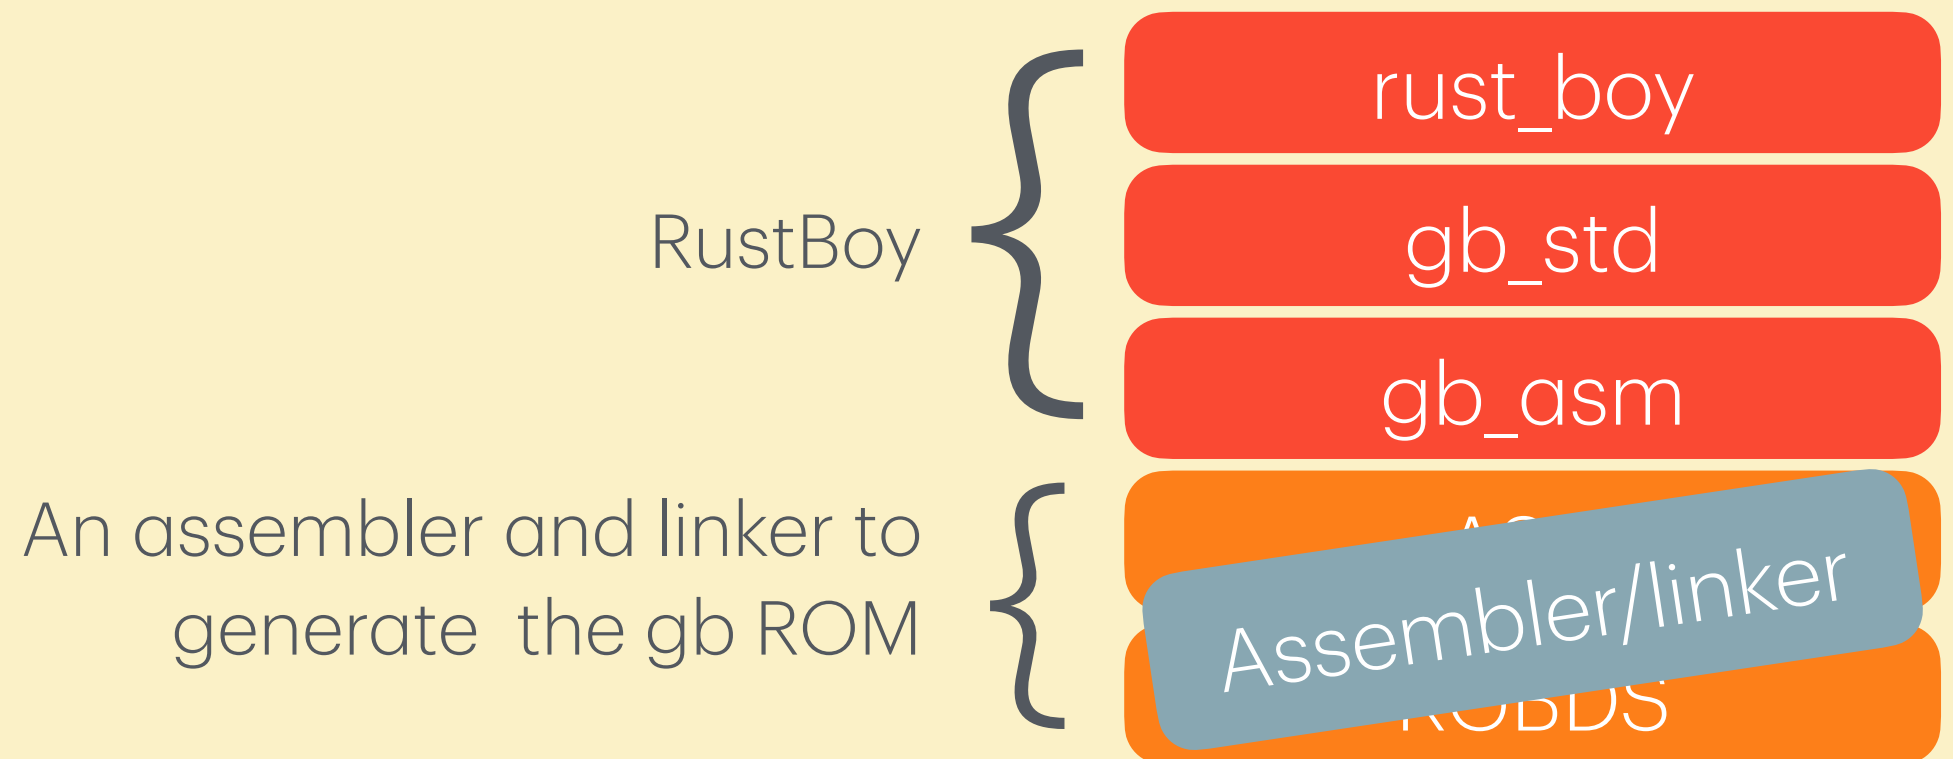 rust_boy
RustBoy
gb_std
gb_asm
An assembler and linker to
generate the gb ROM
Assembler/linker